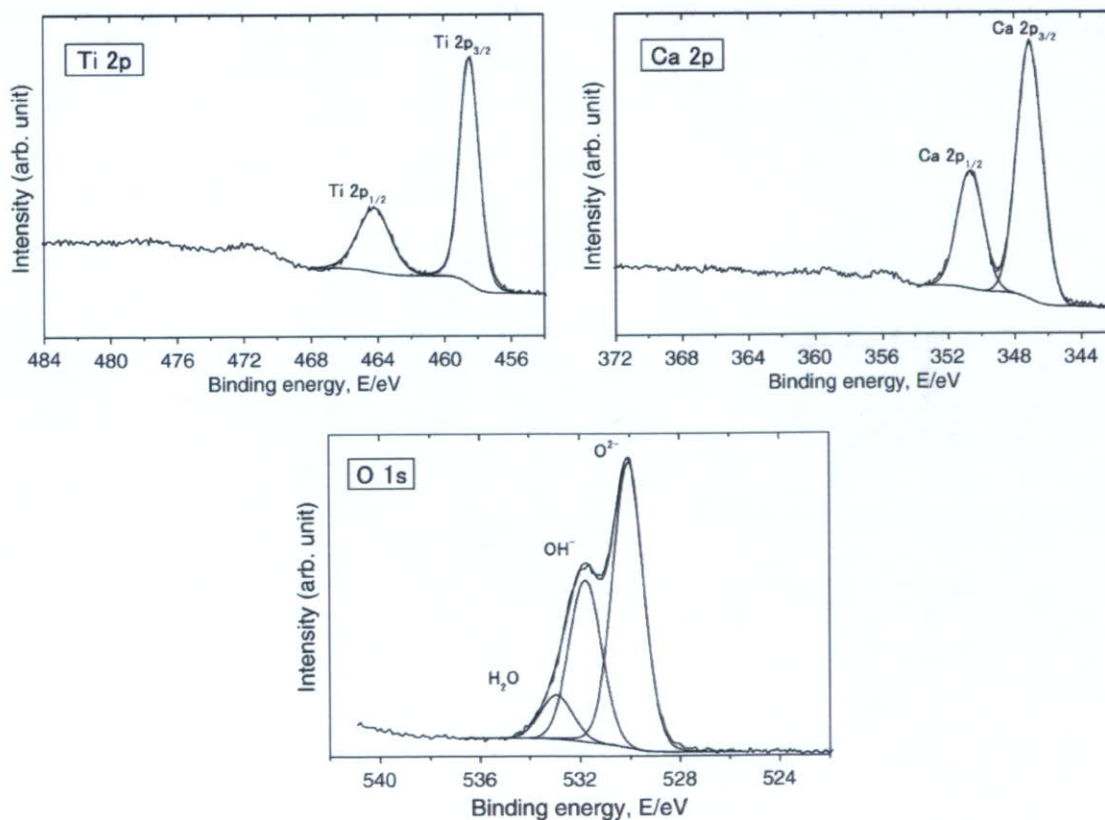 Ti 2p
Ti 2p₃/₂
Ti 2p₁/₂
Intensity (arb. unit)
484 480 476 472 468 464 460 456
Binding energy, E/eV
Ca 2p
Ca 2p₃/₂
Ca 2p₁/₂
Intensity (arb. unit)
372 368 364 360 356 352 348 344
Binding energy, E/eV
O 1s
O²⁻
OH⁻
H₂O
Intensity (arb. unit)
540 536 532 528 524
Binding energy, E/eV